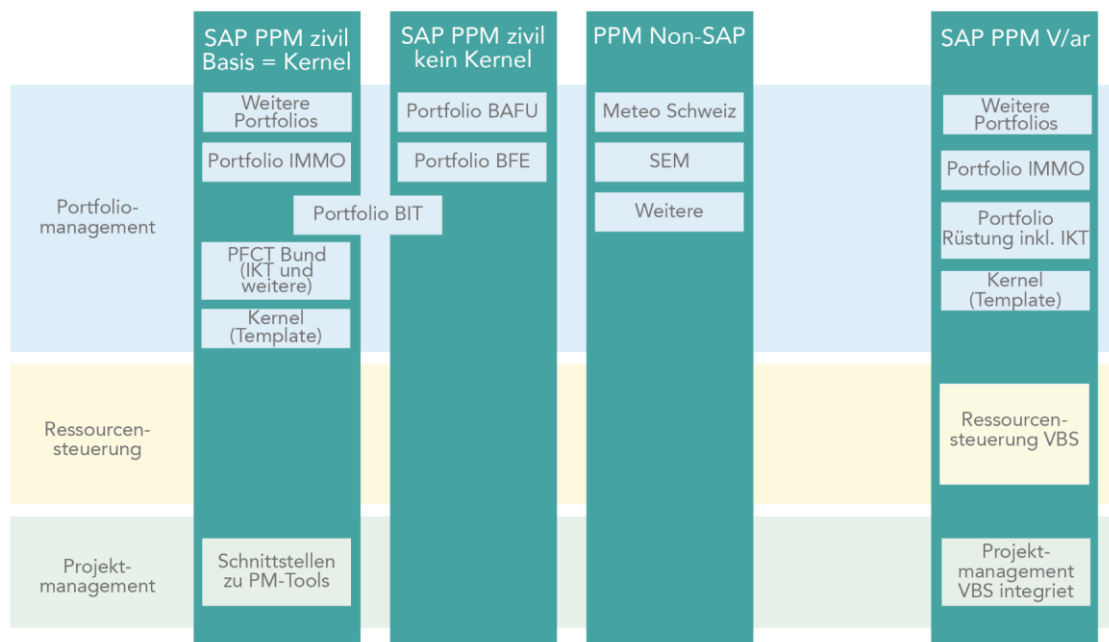 SAP PPM zivil
Basis = Kernel
SAP PPM zivil
kein Kernel
PPM Non-SAP
SAP PPM V/ar
Portfolio-
management
Weitere
Portfolios
Portfolio IMMO
Portfolio BIT
PFCT Bund
(IKT und
weitere)
Kernel
(Template)
Portfolio BAFU
Portfolio BFE
Meteo Schweiz
SEM
Weitere
Weitere
Portfolios
Portfolio IMMO
Portfolio
Rüstung inkl. IKT
Kernel
(Template)
Ressourcen-
steuerung
Ressourcen-
steuerung VBS
Projekt-
management
Schnittstellen
zu PM-Tools
Projekt-
management
VBS integriet